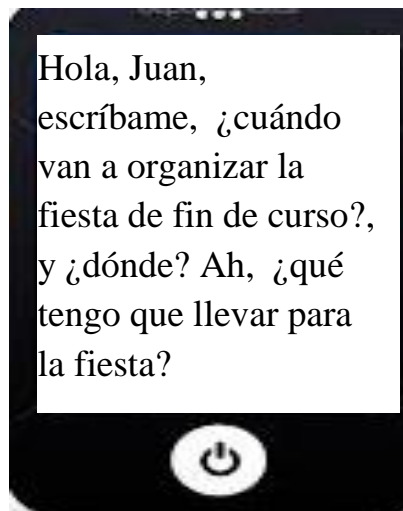 Hola, Juan,
escríbame, ¿cuándo
van a organizar la
fiesta de fin de curso?,
y ¿dónde? Ah, ¿qué
tengo que llevar para
la fiesta?